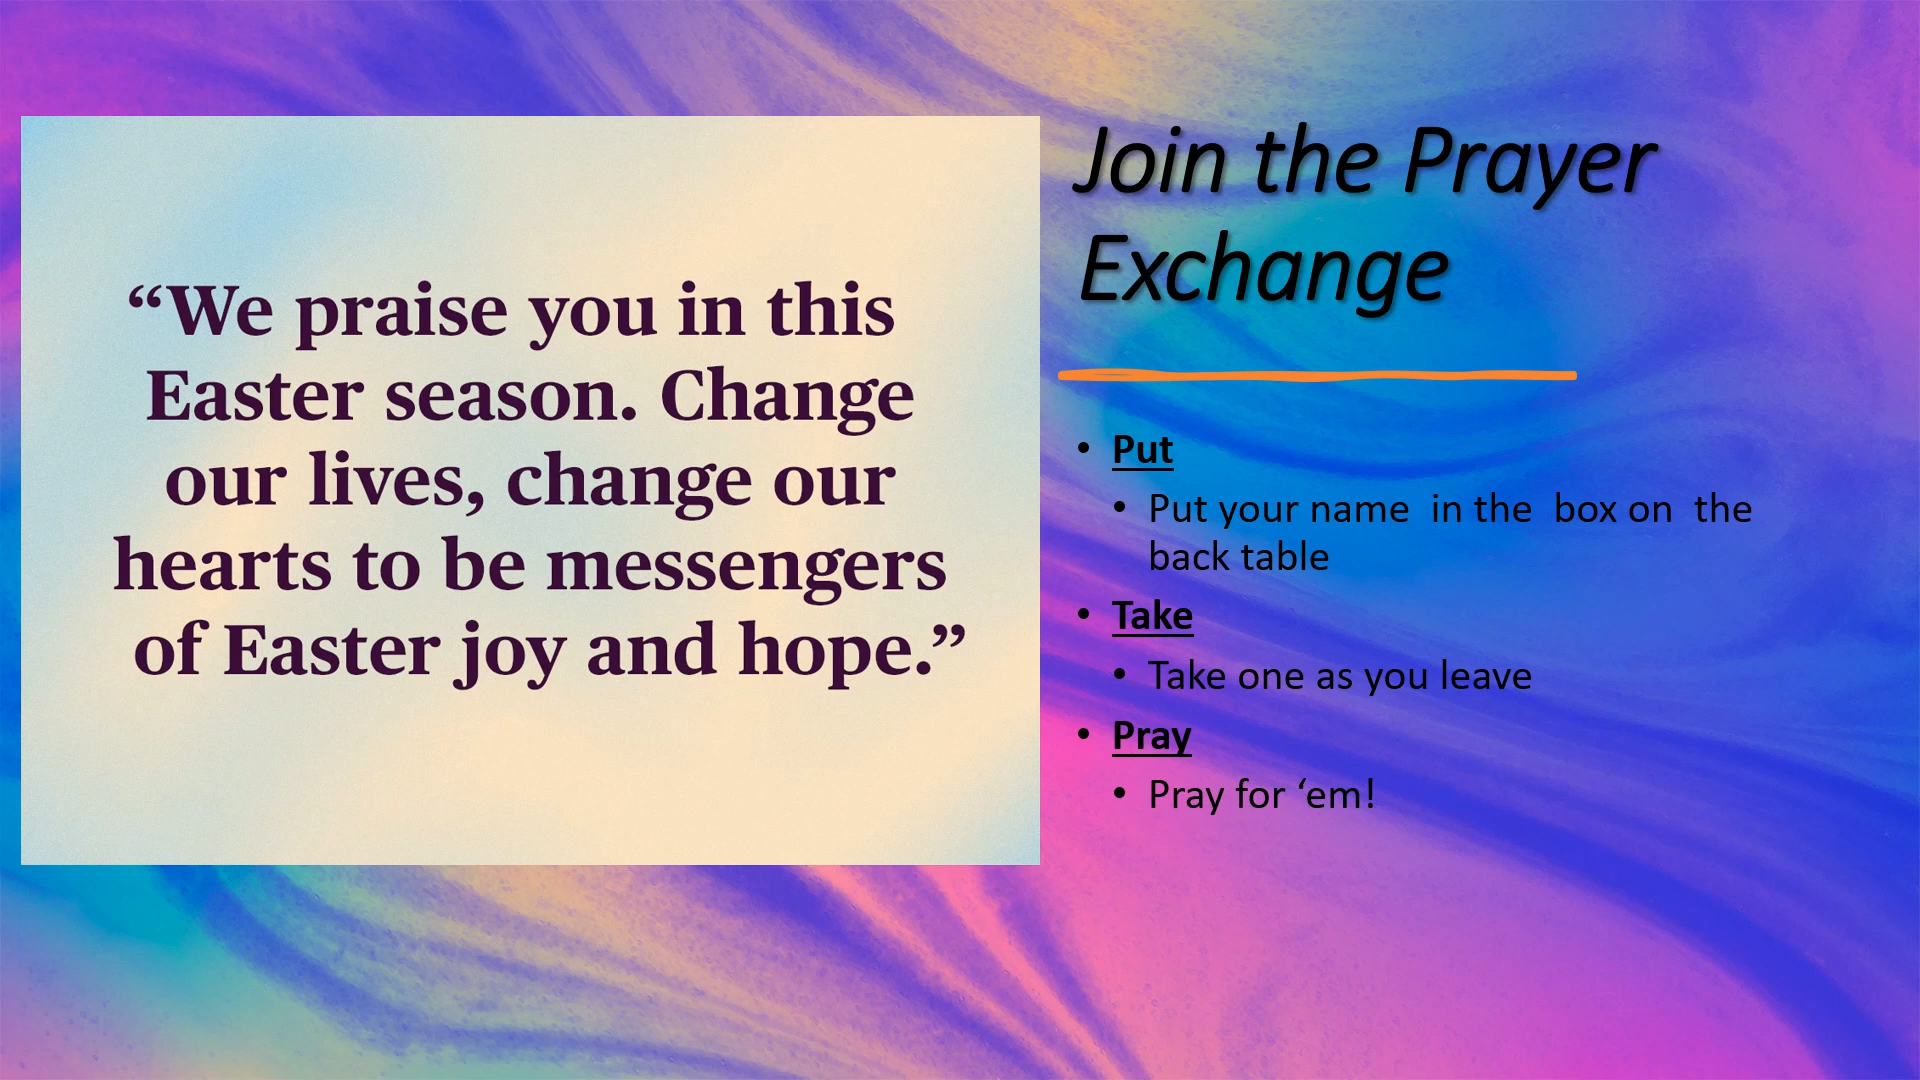 “We praise you in this
Easter season. Change
our lives, change our
hearts to be messengers
of Easter joy and hope.”
Join the Prayer
Exchange
• Put
• Put your name  in the  box on  the
back table
• Take
• Take one as you leave
• Pray
• Pray for ‘em!